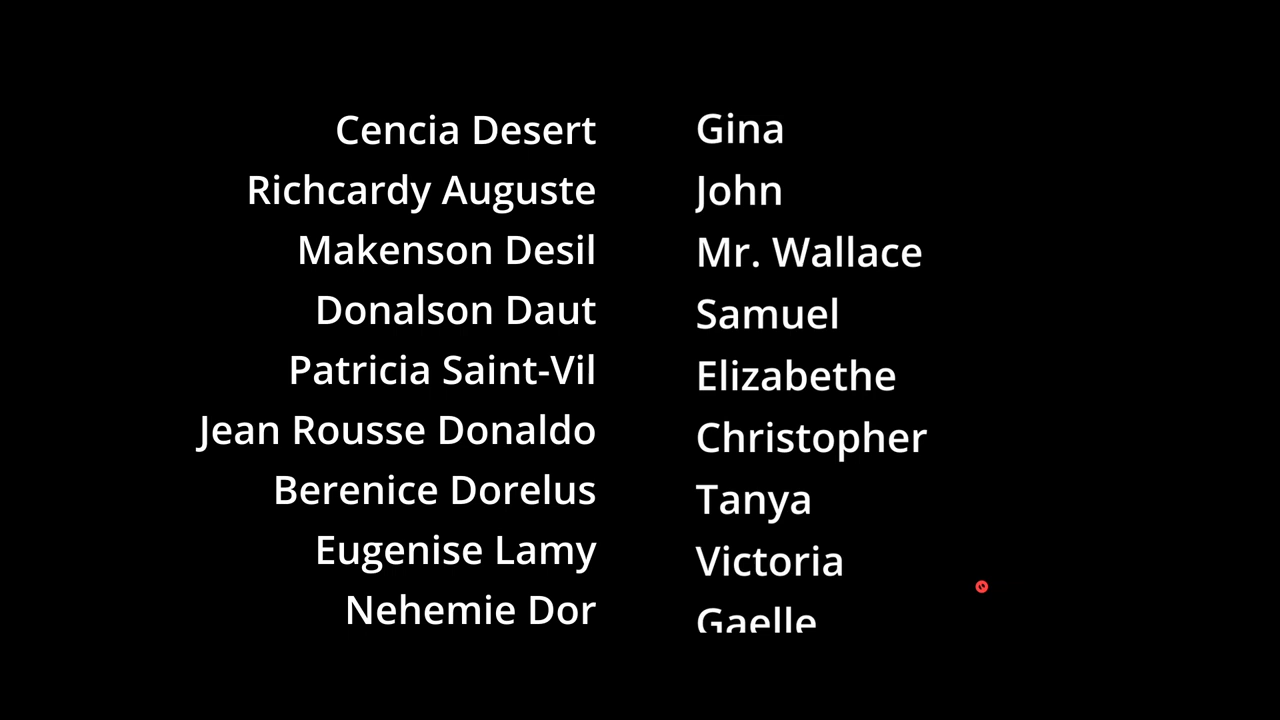 Cencia Desert Gina
Richcardy Auguste John
Makenson Desil Mr. Wallace
Donalson Daut Samuel
Patricia Saint-Vil Elizabethe
Jean Rousse Donaldo Christopher
Berenice Dorelus Tanya
Eugenise Lamy Victoria
Nehemie Dor Gaelle